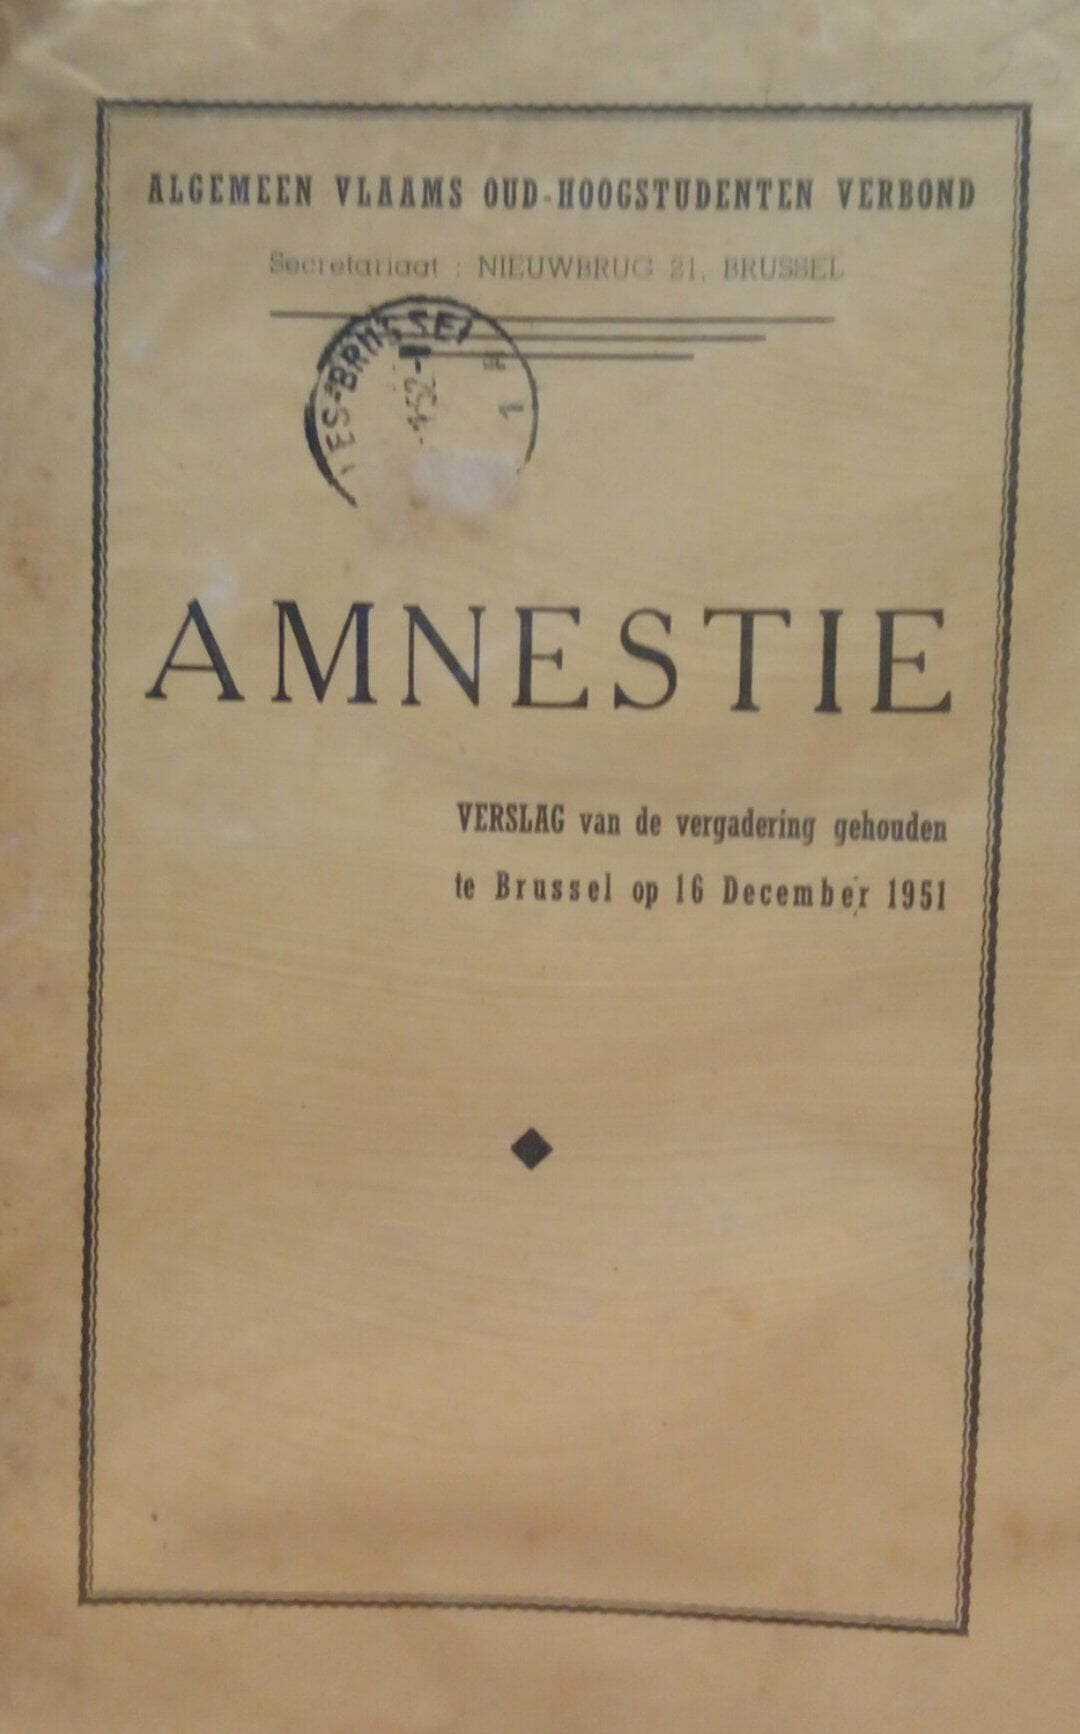 ALGEMEEN VLAAMS OUD-HOOGSTUDENTEN VERBOND
Secretariaat : NIEUWBRUG 21, BRUSSEL
AMNESTIE
VERSLAG van de vergadering gehouden
te Brussel op 16 December 1951